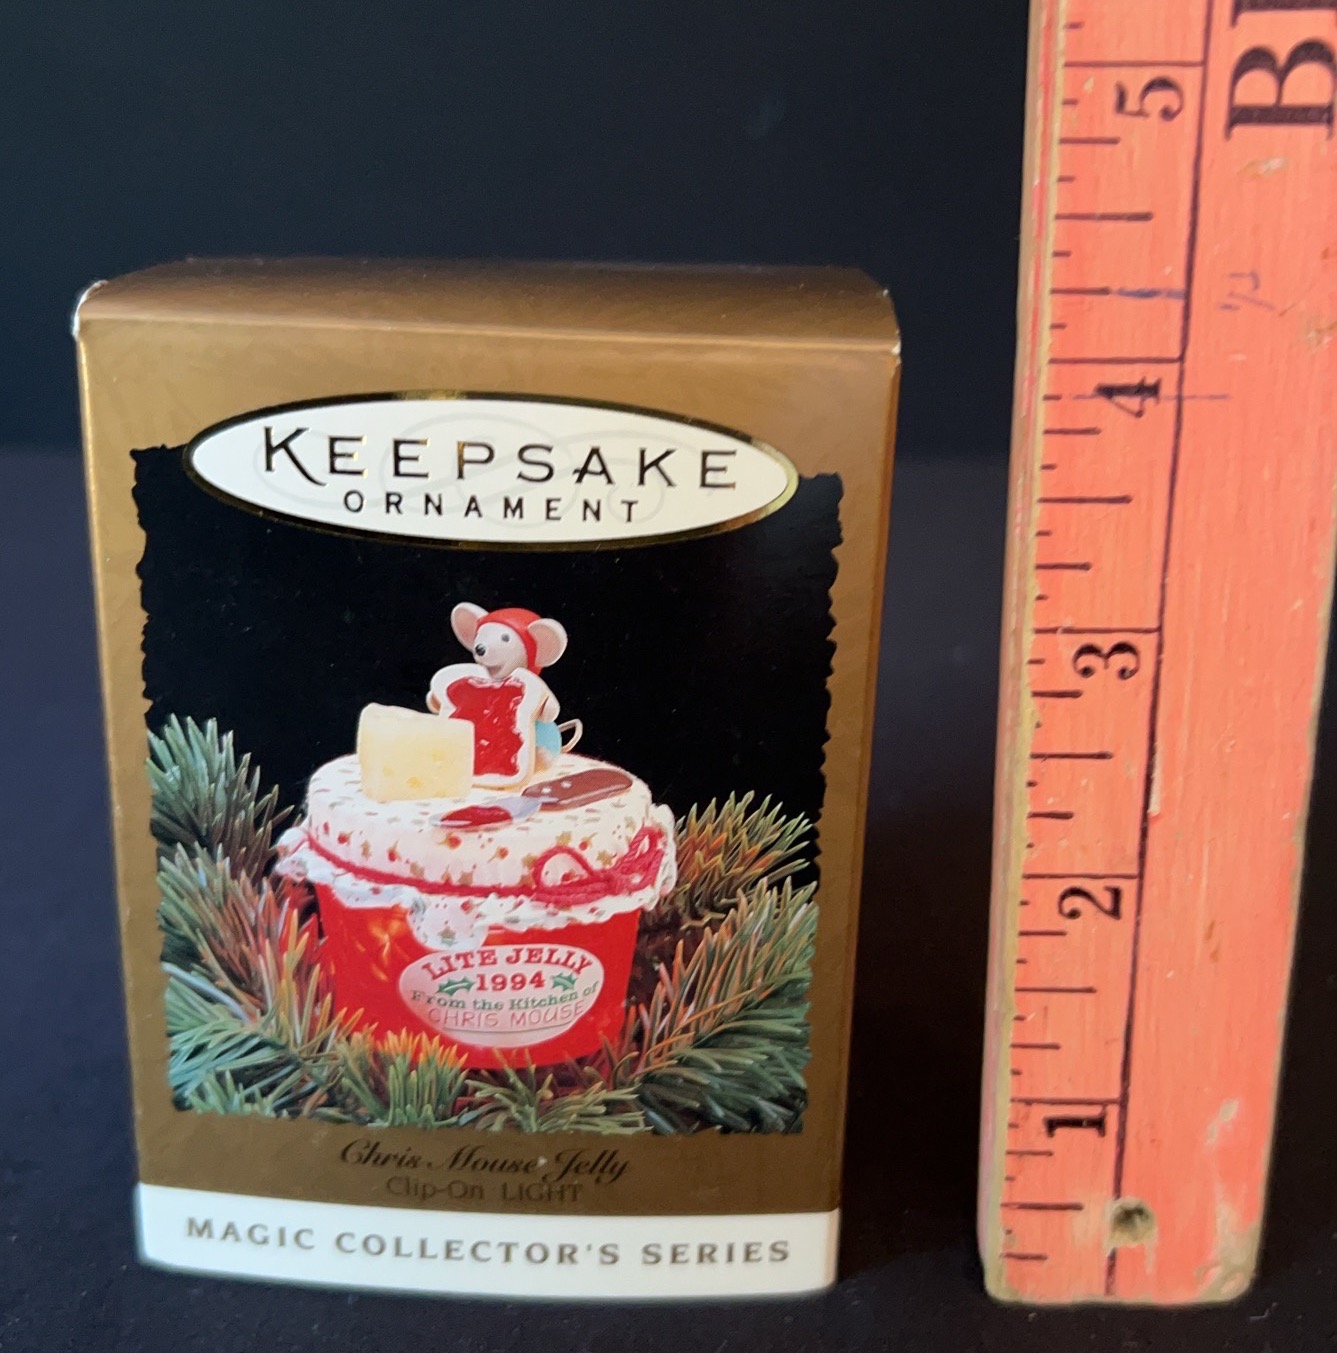 KEEPSAKE
ORNAMENT
LITE JELLY
1994
From the Kitchen of
CHRIS MOUSE
Chris Mouse Jelly
Clip-On LIGHT
MAGIC COLLECTOR'S SERIES
5
4
3
2
1